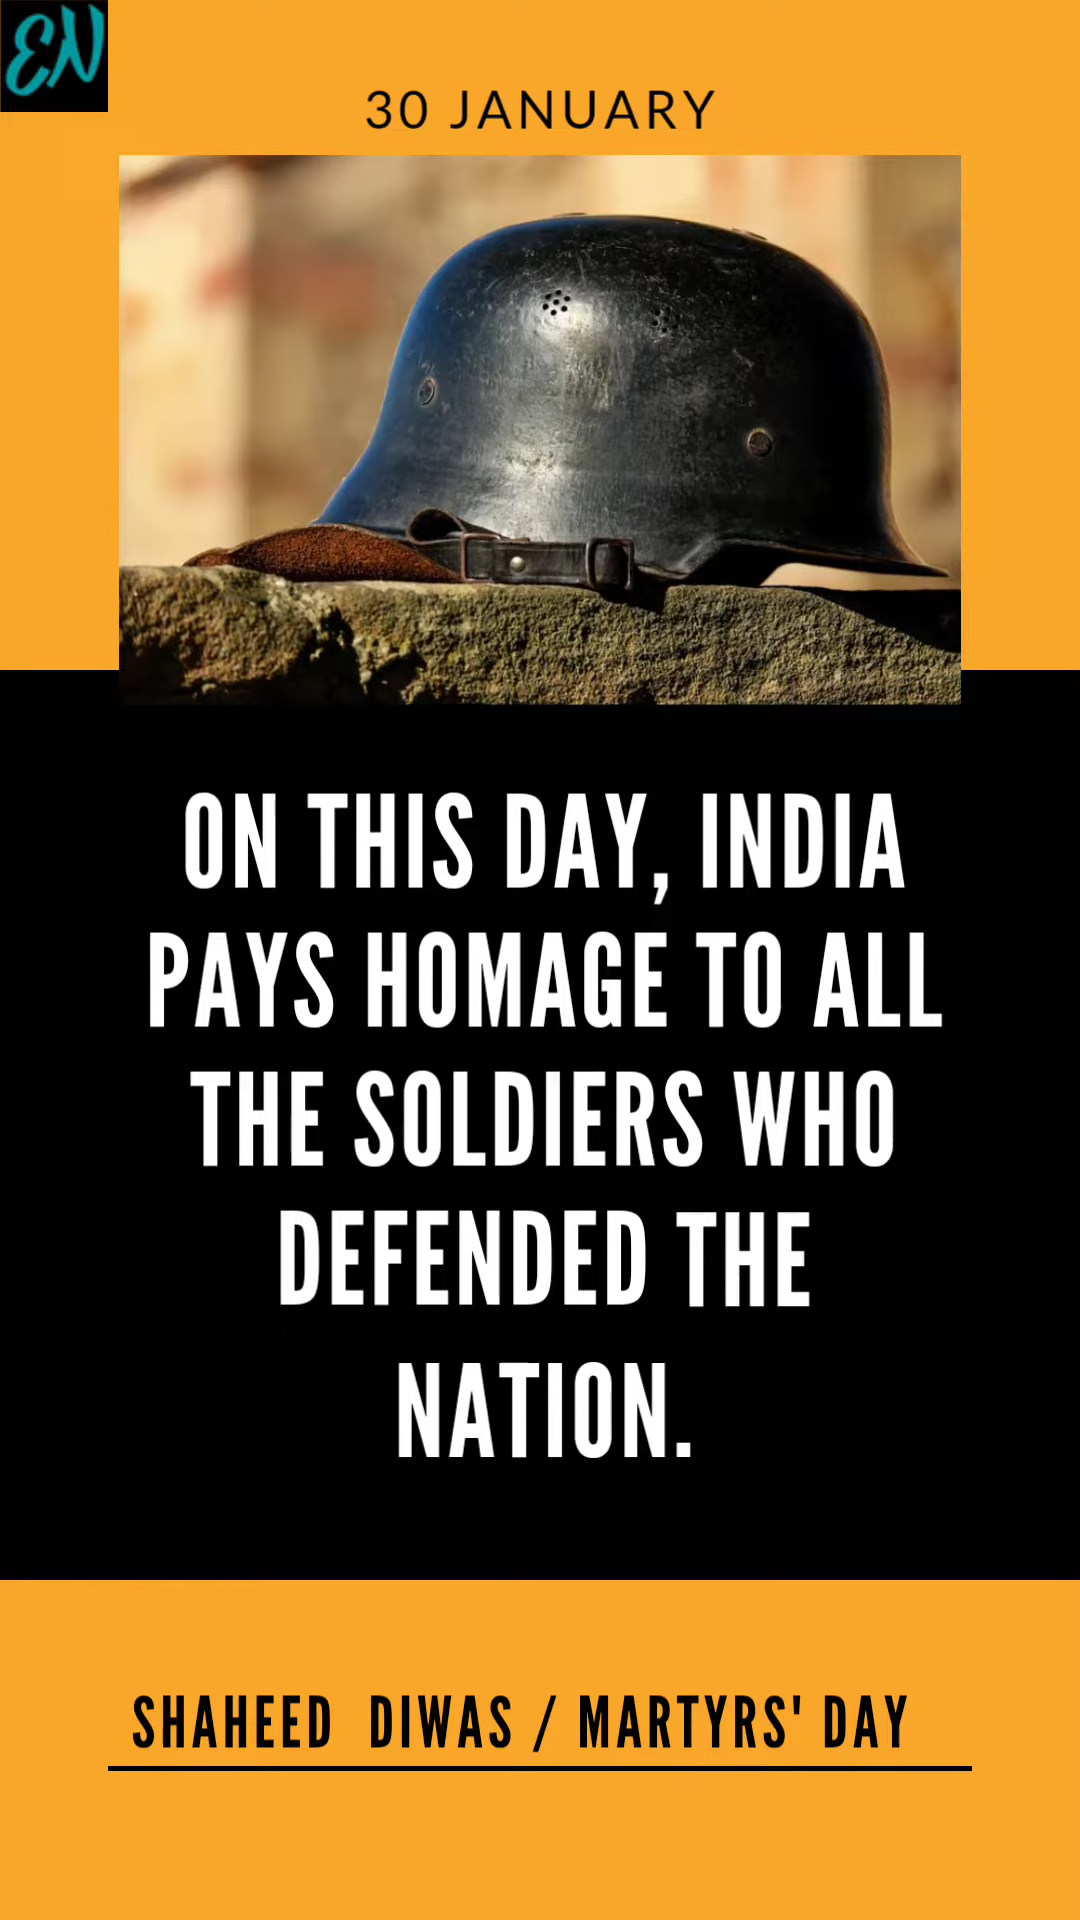 EN
30 JANUARY
ON THIS DAY, INDIA
PAYS HOMAGE TO ALL
THE SOLDIERS WHO
DEFENDED THE
NATION.
SHAHEED DIWAS / MARTYRS' DAY